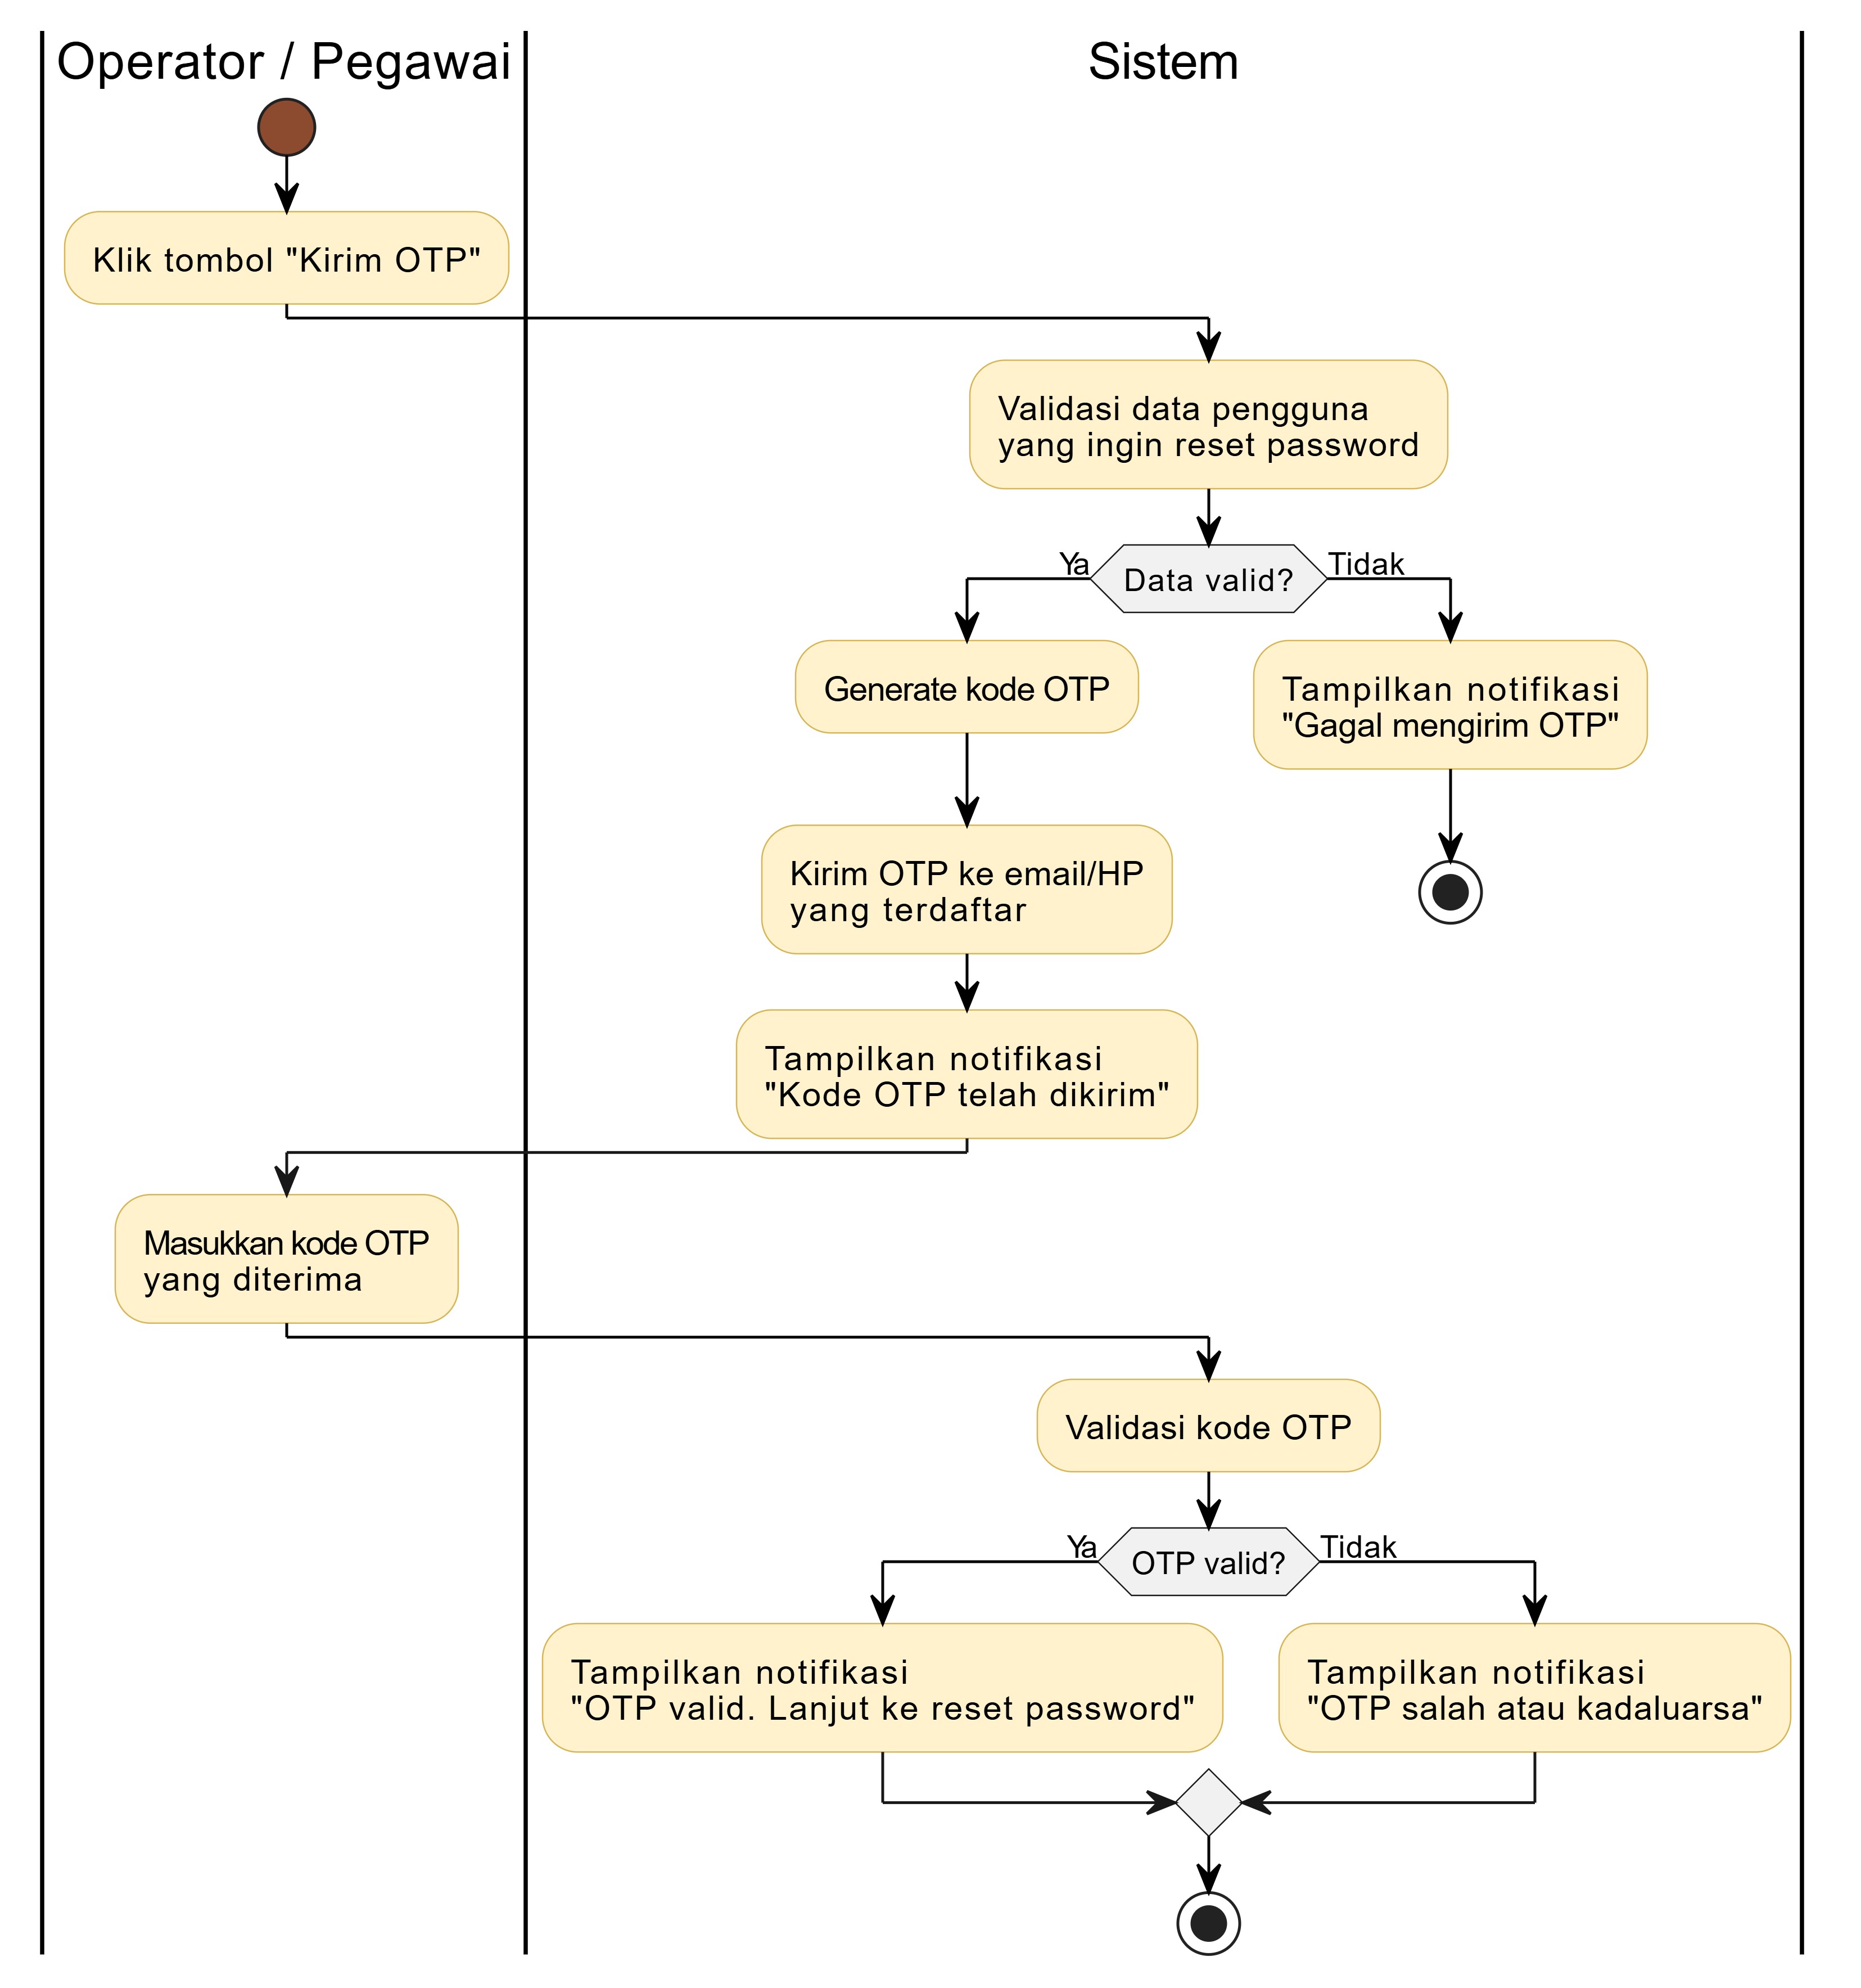 Operator / Pegawai
Sistem
Klik tombol "Kirim OTP"
Validasi data pengguna
yang ingin reset password
Ya
Data valid?
Tidak
Generate kode OTP
Tampilkan notifikasi
"Gagal mengirim OTP"
Kirim OTP ke email/HP
yang terdaftar
Tampilkan notifikasi
"Kode OTP telah dikirim"
Masukkan kode OTP
yang diterima
Validasi kode OTP
Ya
OTP valid?
Tidak
Tampilkan notifikasi
"OTP valid. Lanjut ke reset password"
Tampilkan notifikasi
"OTP salah atau kadaluarsa"